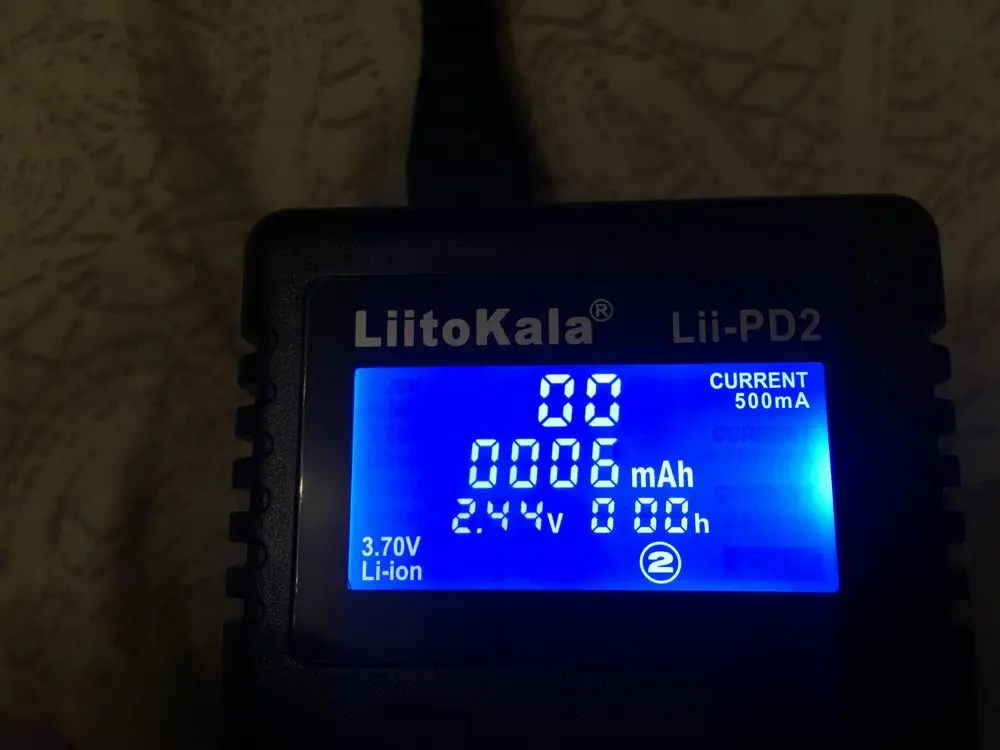 LiitoKala® Lii-PD2
00 CURRENT
500mA
0006 mAh
2.44V 0 00h
3.70V
Li-ion
②